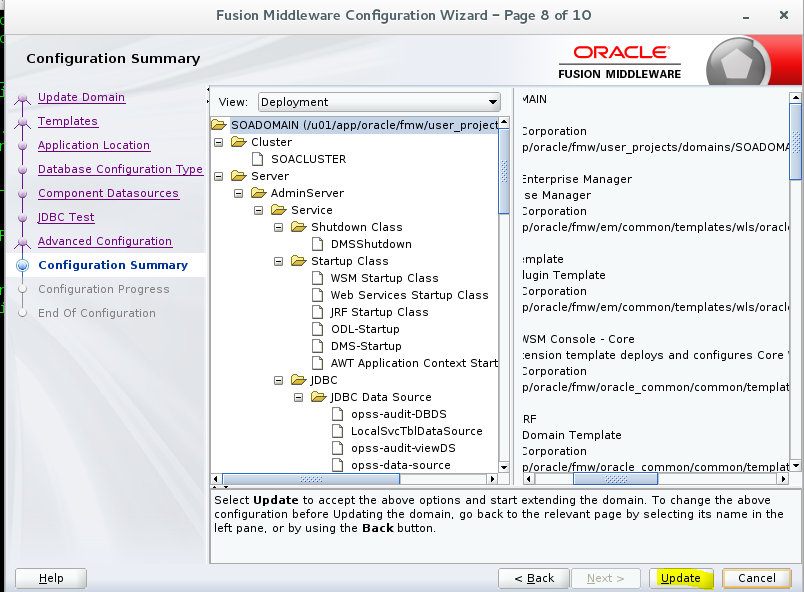 Fusion Middleware Configuration Wizard - Page 8 of 10
Configuration Summary
ORACLE
FUSION MIDDLEWARE
Update Domain
Templates
Application Location
Database Configuration Type
Component Datasources
JDBC Test
Advanced Configuration
Configuration Summary
Configuration Progress
End Of Configuration
View: Deployment
SOADOMAIN (/u01/app/oracle/fmw/user_project
Cluster
SOACLUSTER
Server
AdminServer
Service
Shutdown Class
DMSShutdown
Startup Class
WSM Startup Class
Web Services Startup Class
JRF Startup Class
ODL-Startup
DMS-Startup
AWT Application Context Start
JDBC
JDBC Data Source
opss-audit-DBDS
LocalSvcTblDataSource
opss-audit-viewDS
opss-data-source
MAIN
Corporation
p/oracle/fmw/user_projects/domains/SOADOMA
Enterprise Manager
se Manager
Corporation
p/oracle/fmw/em/common/templates/wls/oracl
emplate
lugin Template
Corporation
p/oracle/fmw/em/common/templates/wls/oracl
WSM Console - Core
tension template deploys and configures Core
Corporation
p/oracle/fmw/oracle_common/common/templat
RF
Domain Template
Corporation
p/oracle/fmw/oracle_common/common/templat
Select Update to accept the above options and start extending the domain. To change the above
configuration before Updating the domain, go back to the relevant page by selecting its name in the
left pane, or by using the Back button.
Help
< Back
Next >
Update
Cancel